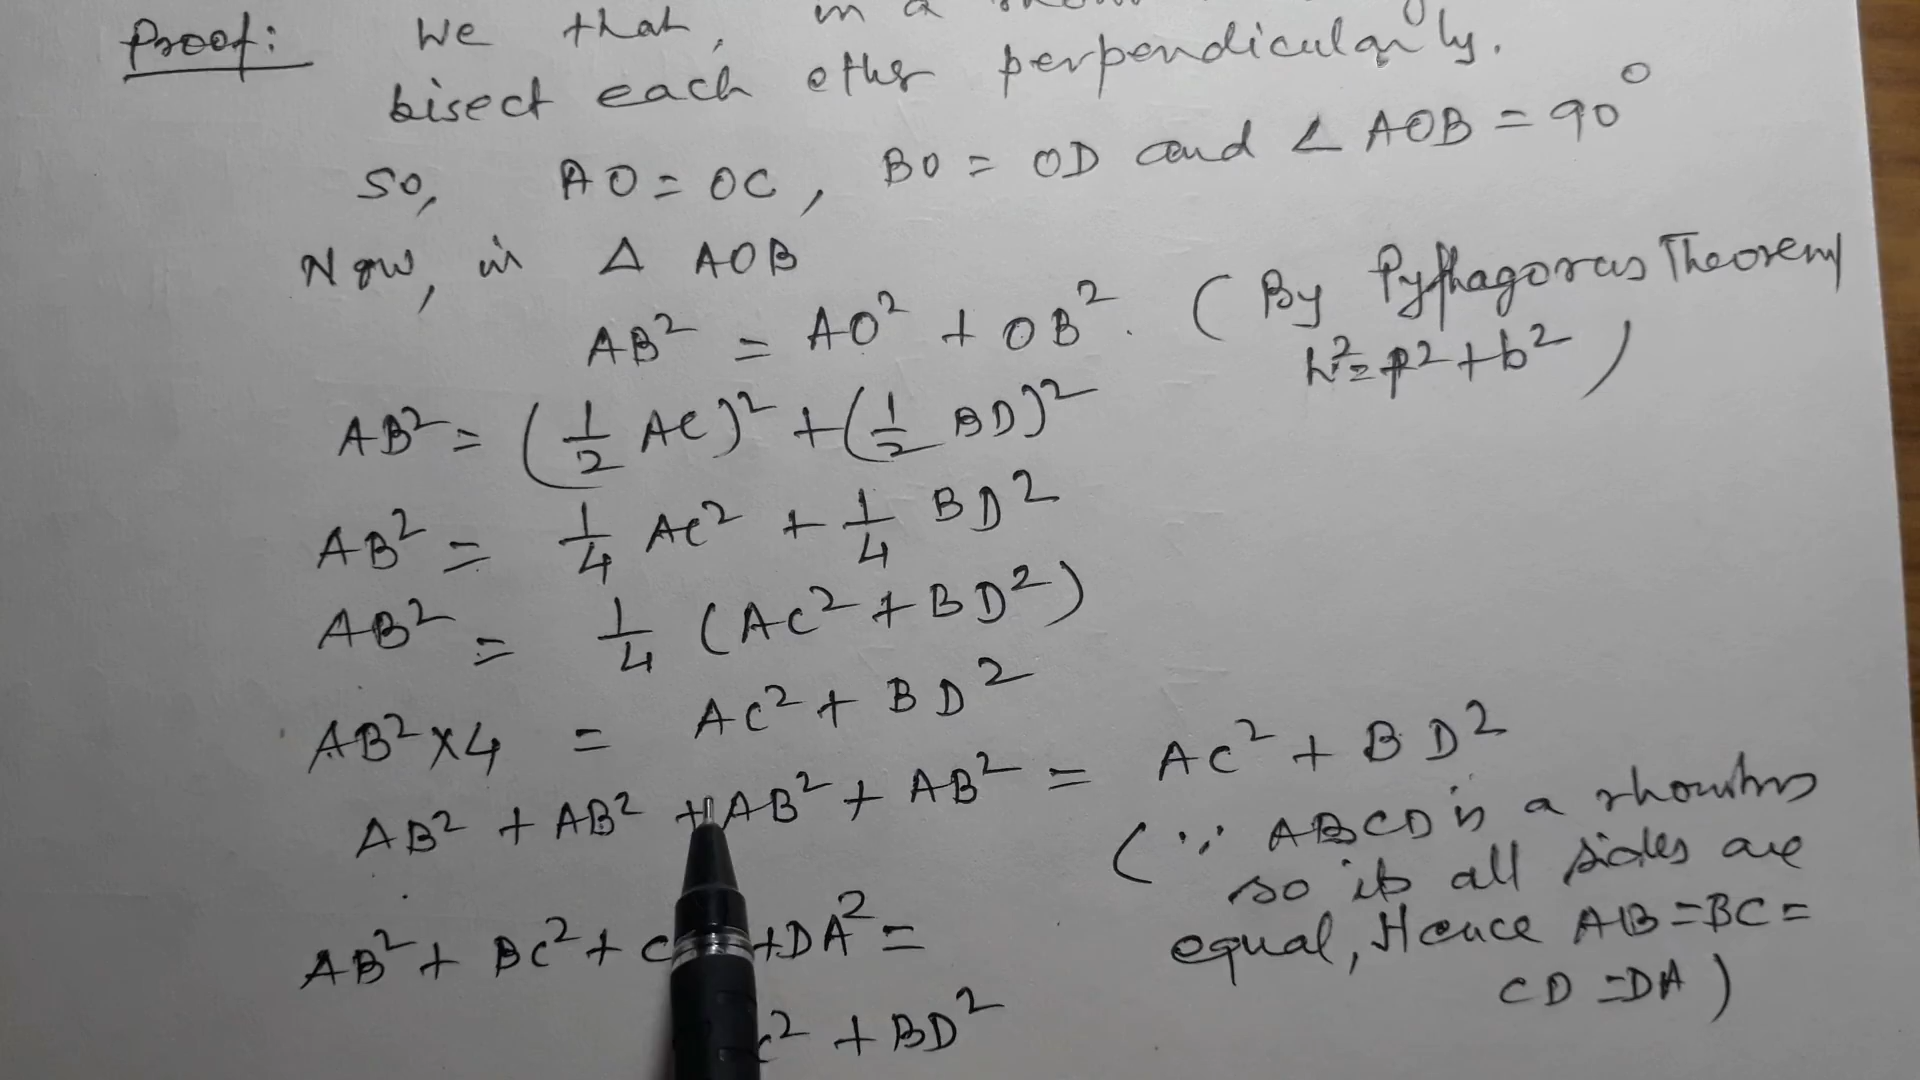 Proof: We that, in a
bisect each other perpendicularly.
So, AO = OC, BO = OD and ∠ AOB = 90°
Now, in △ AOB
AB² = AO² + OB². (By Pythagoras Theorem
h² = p² + b²)
AB² = (1/2 AC)² + (1/2 BD)²
AB² = 1/4 AC² + 1/4 BD²
AB² = 1/4 (AC² + BD²)
AB² × 4 = AC² + BD²
AB² + AB² + AB² + AB² = AC² + BD²
(∵ ABCD is a rhombus
so its all sides are
equal, Hence AB = BC =
CD = DA)
AB² + BC² + C + DA² =
C² + BD²